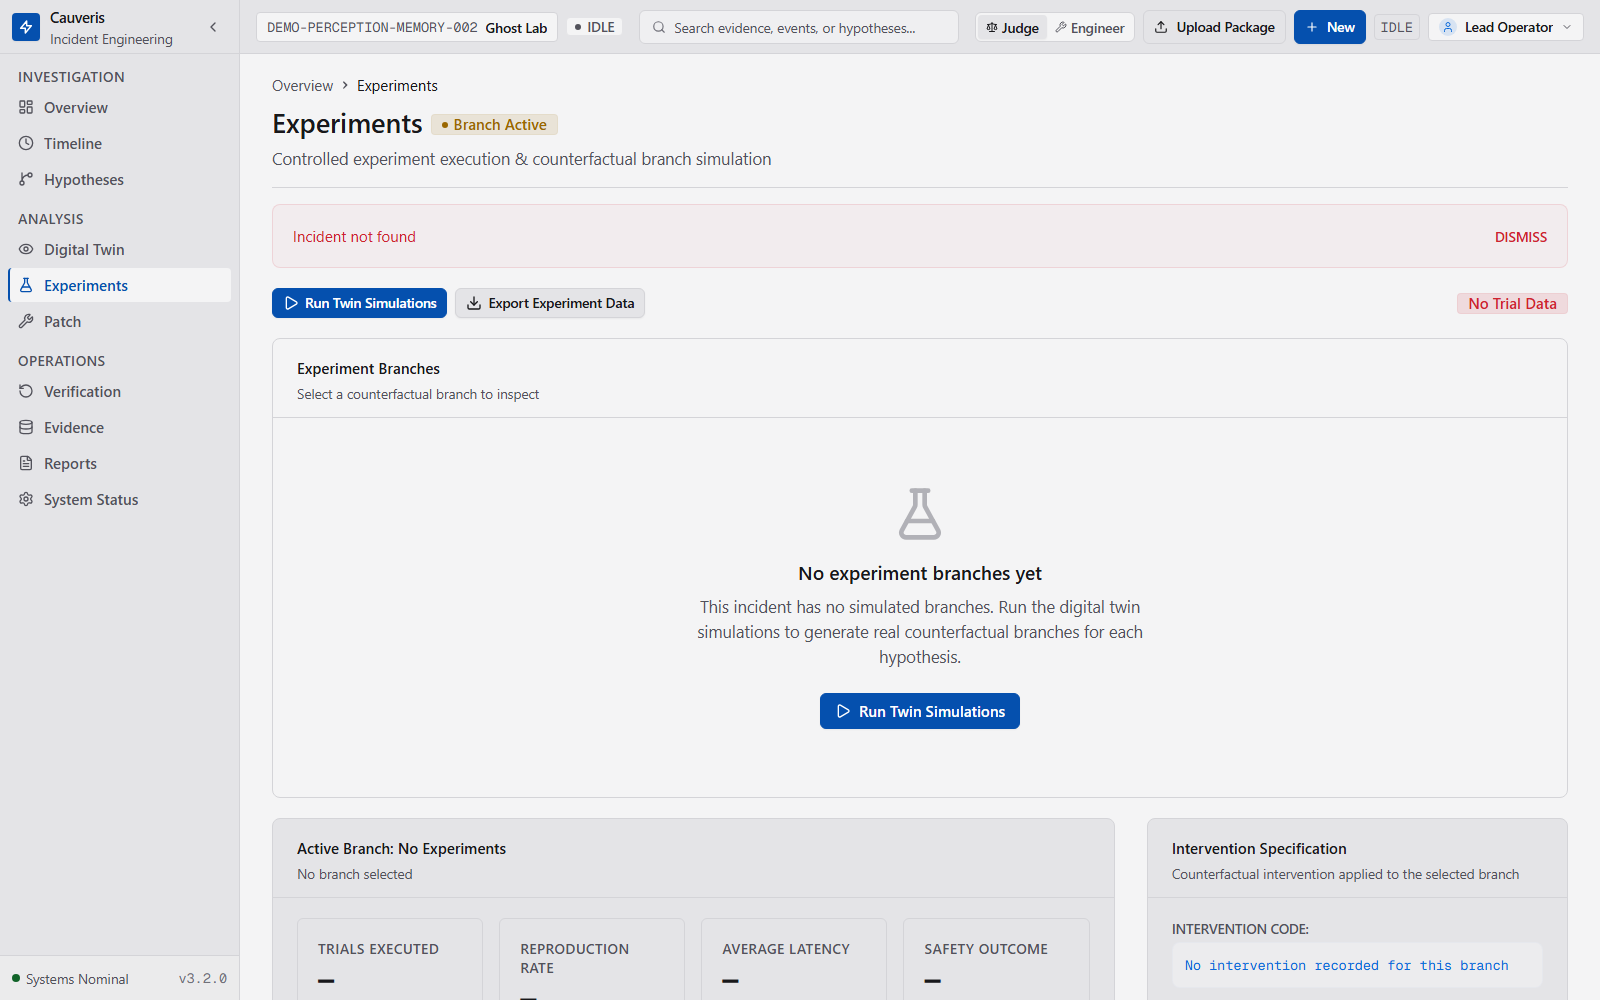 Cauveris
Incident Engineering
DEMO-PERCEPTION-MEMORY-002 Ghost Lab
IDLE
Search evidence, events, or hypotheses...
Judge
Engineer
Upload Package
New
IDLE
Lead Operator
INVESTIGATION
Overview
Timeline
Hypotheses
ANALYSIS
Digital Twin
Experiments
Patch
OPERATIONS
Verification
Evidence
Reports
System Status
Systems Nominal
v3.2.0
Overview > Experiments
Experiments
Branch Active
Controlled experiment execution & counterfactual branch simulation
Incident not found
DISMISS
Run Twin Simulations
Export Experiment Data
No Trial Data
Experiment Branches
Select a counterfactual branch to inspect
No experiment branches yet
This incident has no simulated branches. Run the digital twin
simulations to generate real counterfactual branches for each
hypothesis.
Run Twin Simulations
Active Branch: No Experiments
No branch selected
TRIALS EXECUTED
–
REPRODUCTION
RATE
–
AVERAGE LATENCY
–
SAFETY OUTCOME
–
Intervention Specification
Counterfactual intervention applied to the selected branch
INTERVENTION CODE:
No intervention recorded for this branch